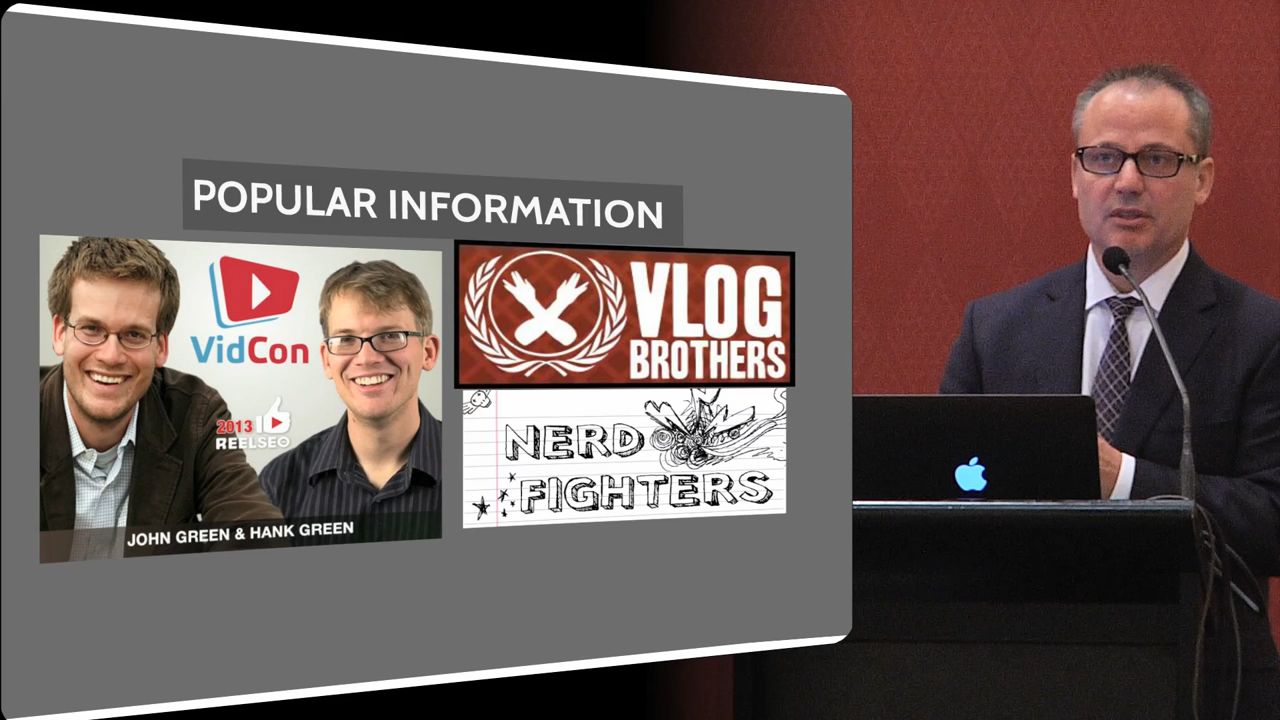 POPULAR INFORMATION
VidCon
2013
REELSEO
JOHN GREEN & HANK GREEN
VLOG
BROTHERS
NERD
FIGHTERS